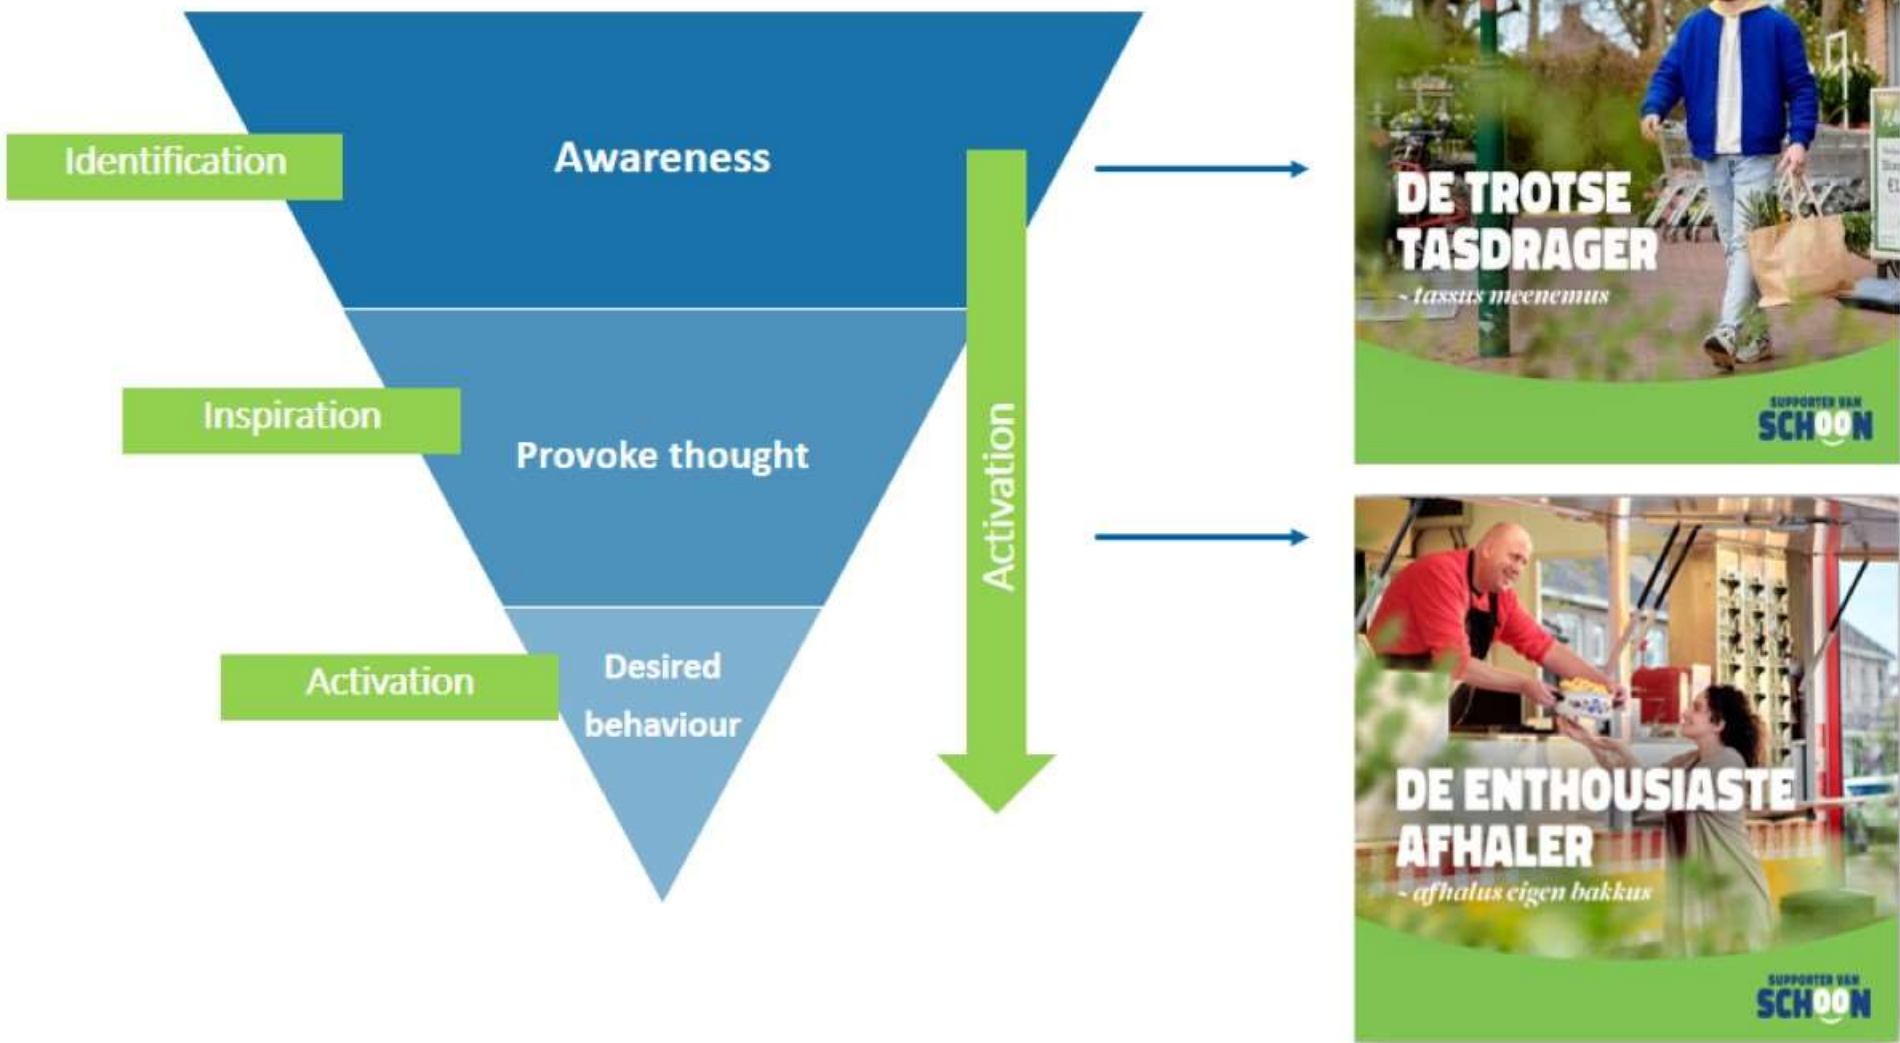 Identification
Awareness
Inspiration
Provoke thought
Activation
Activation
Desired
behaviour
DE TROTSE
TASDRAGER
~ tassus meenemus
SUPPORTER VAN
SCHOON
DE ENTHOUSIASTE
AFHALER
~ afhalus eigen bakkus
SUPPORTER VAN
SCHOON